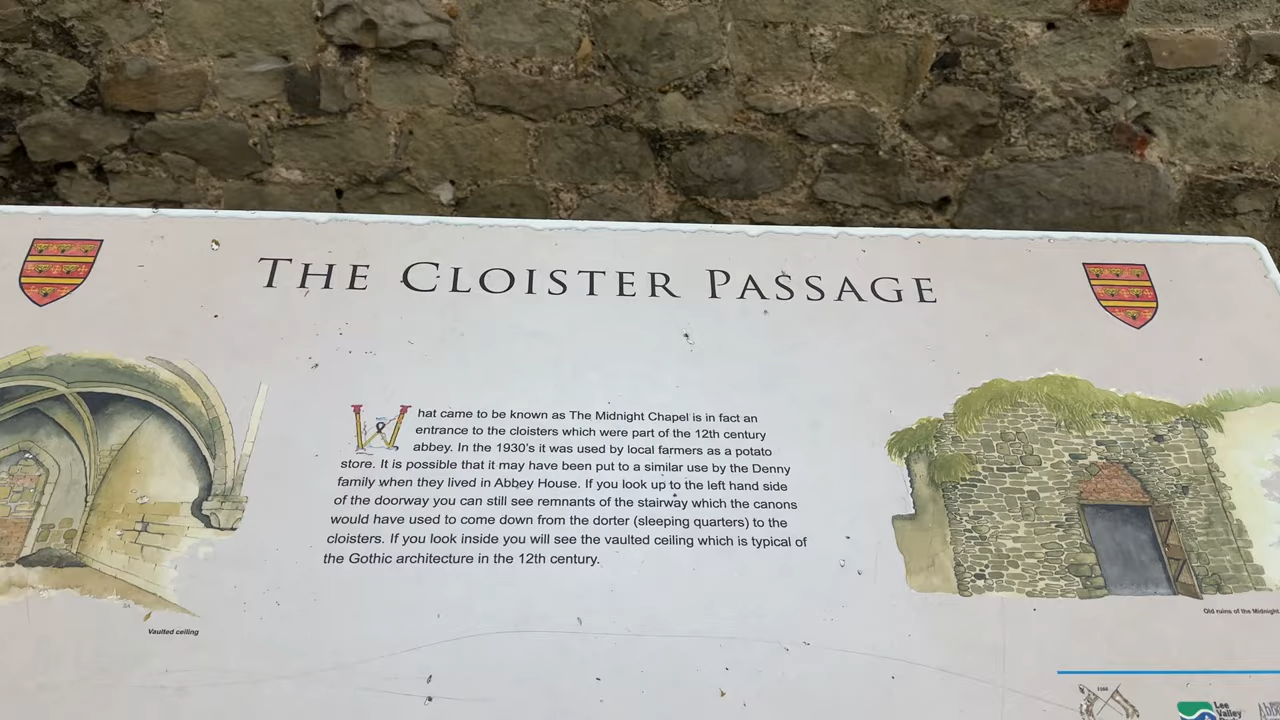 THE CLOISTER PASSAGE
What came to be known as The Midnight Chapel is in fact an
entrance to the cloisters which were part of the 12th century
abbey. In the 1930's it was used by local farmers as a potato
store. It is possible that it may have been put to a similar use by the Denny
family when they lived in Abbey House. If you look up to the left hand side
of the doorway you can still see remnants of the stairway which the canons
would have used to come down from the dorter (sleeping quarters) to the
cloisters. If you look inside you will see the vaulted ceiling which is typical of
the Gothic architecture in the 12th century.
Vaulted ceiling
Old ruins of the Midnight
1066
Lee
Valley